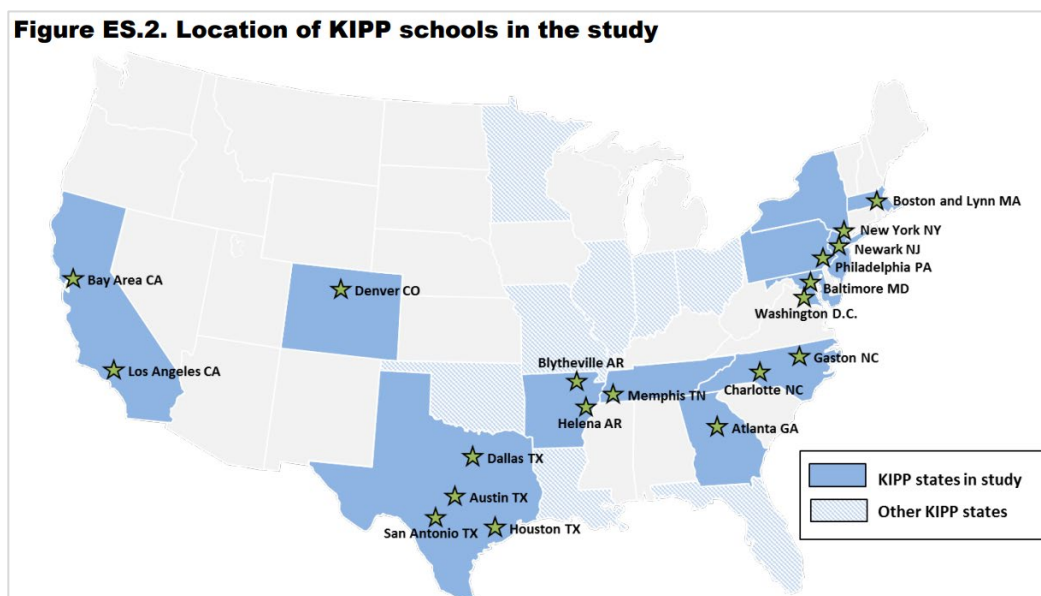 Figure ES.2. Location of KIPP schools in the study
Boston and Lynn MA
New York NY
Newark NJ
Philadelphia PA
Baltimore MD
Washington D.C.
Bay Area CA
Denver CO
Los Angeles CA
Blytheville AR
Memphis TN
Helena AR
Gaston NC
Charlotte NC
Atlanta GA
Dallas TX
Austin TX
San Antonio TX
Houston TX
KIPP states in study
Other KIPP states